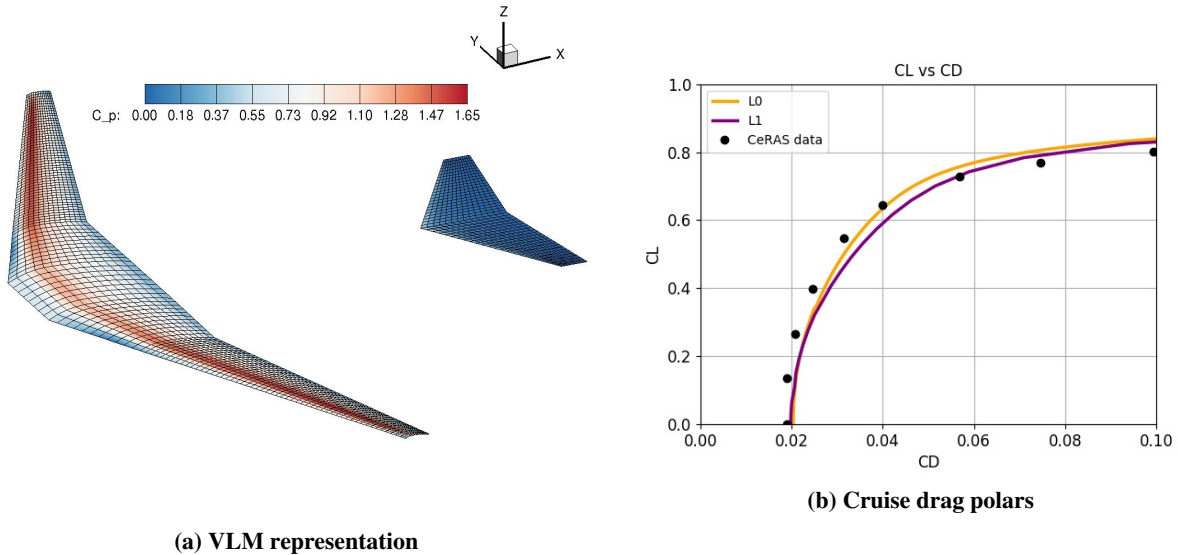 Z
Y
X
C_p: 0.00 0.18 0.37 0.55 0.73 0.92 1.10 1.28 1.47 1.65
(a) VLM representation
CL vs CD
L0
L1
CeRAS data
1.0
0.8
0.6
0.4
0.2
0.0
CL
0.00 0.02 0.04 0.06 0.08 0.10
CD
(b) Cruise drag polars